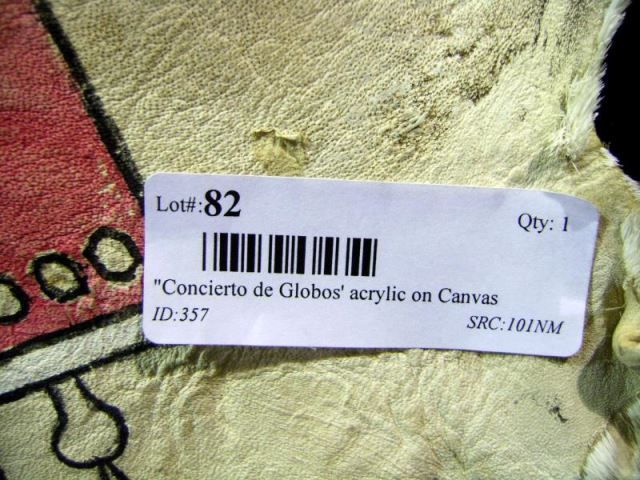 Lot#:82
Qty: 1
"Concierto de Globos' acrylic on Canvas
ID:357
SRC:101NM